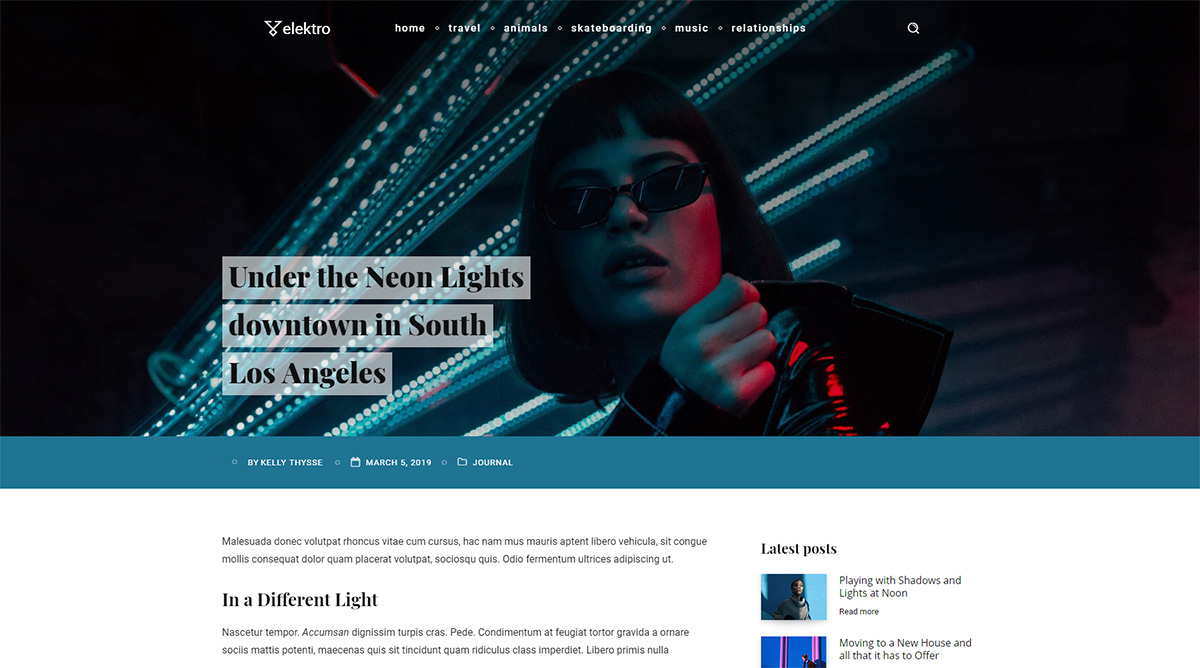 elektro
home travel animals skateboarding music relationships
Under the Neon Lights
downtown in South
Los Angeles
BY KELLY THYSSE MARCH 5, 2019 JOURNAL
Malesuada donec volutpat rhoncus vitae cum cursus, hac nam mus mauris aptent libero vehicula, sit congue
mollis consequat dolor quam placerat volutpat, sociosqu quis. Odio fermentum ultrices adipiscing ut.
In a Different Light
Nascetur tempor. Accumsan dignissim turpis cras. Pede. Condimentum at feugiat tortor gravida a ornare
sociis mattis potenti, maecenas quis sit tincidunt quam ridiculus class imperdiet. Libero primis nulla
Latest posts
Playing with Shadows and
Lights at Noon
Read more
Moving to a New House and
all that it has to Offer